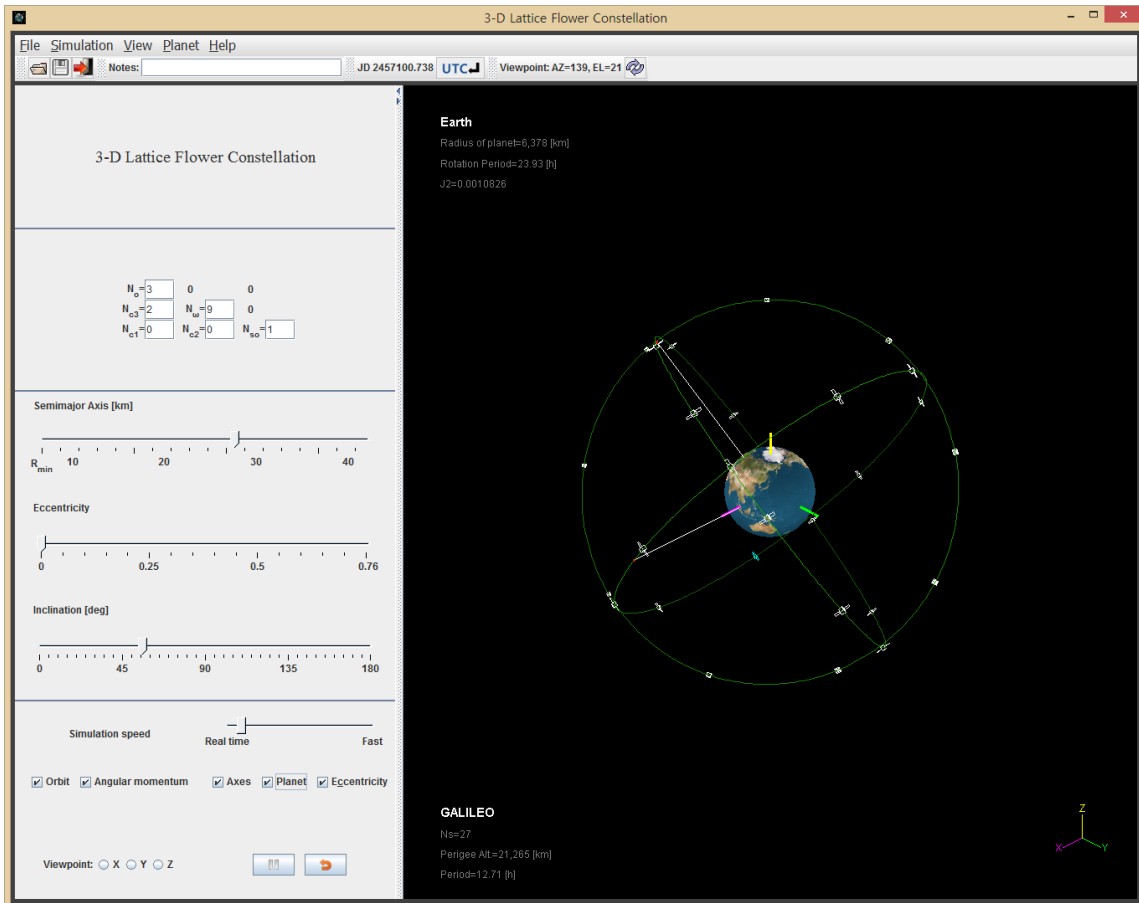 3-D Lattice Flower Constellation
File Simulation View Planet Help
Notes: JD 2457100.738 UTC Viewpoint: AZ=139, EL=21
3-D Lattice Flower Constellation
No=3 0 0
Nc3=2 Nω=9 0
Nc1=0 Nc2=0 Nso=1
Semimajor Axis [km]
Rmin 10 20 30 40
Eccentricity
0 0.25 0.5 0.76
Inclination [deg]
0 45 90 135 180
Simulation speed
Real time Fast
Orbit Angular momentum Axes Planet Eccentricity
Viewpoint: X Y Z
Earth
Radius of planet=6,378 [km]
Rotation Period=23.93 [h]
J2=0.0010826
GALILEO
Ns=27
Perigee Alt.=21,265 [km]
Period=12.71 [h]
Z
X Y